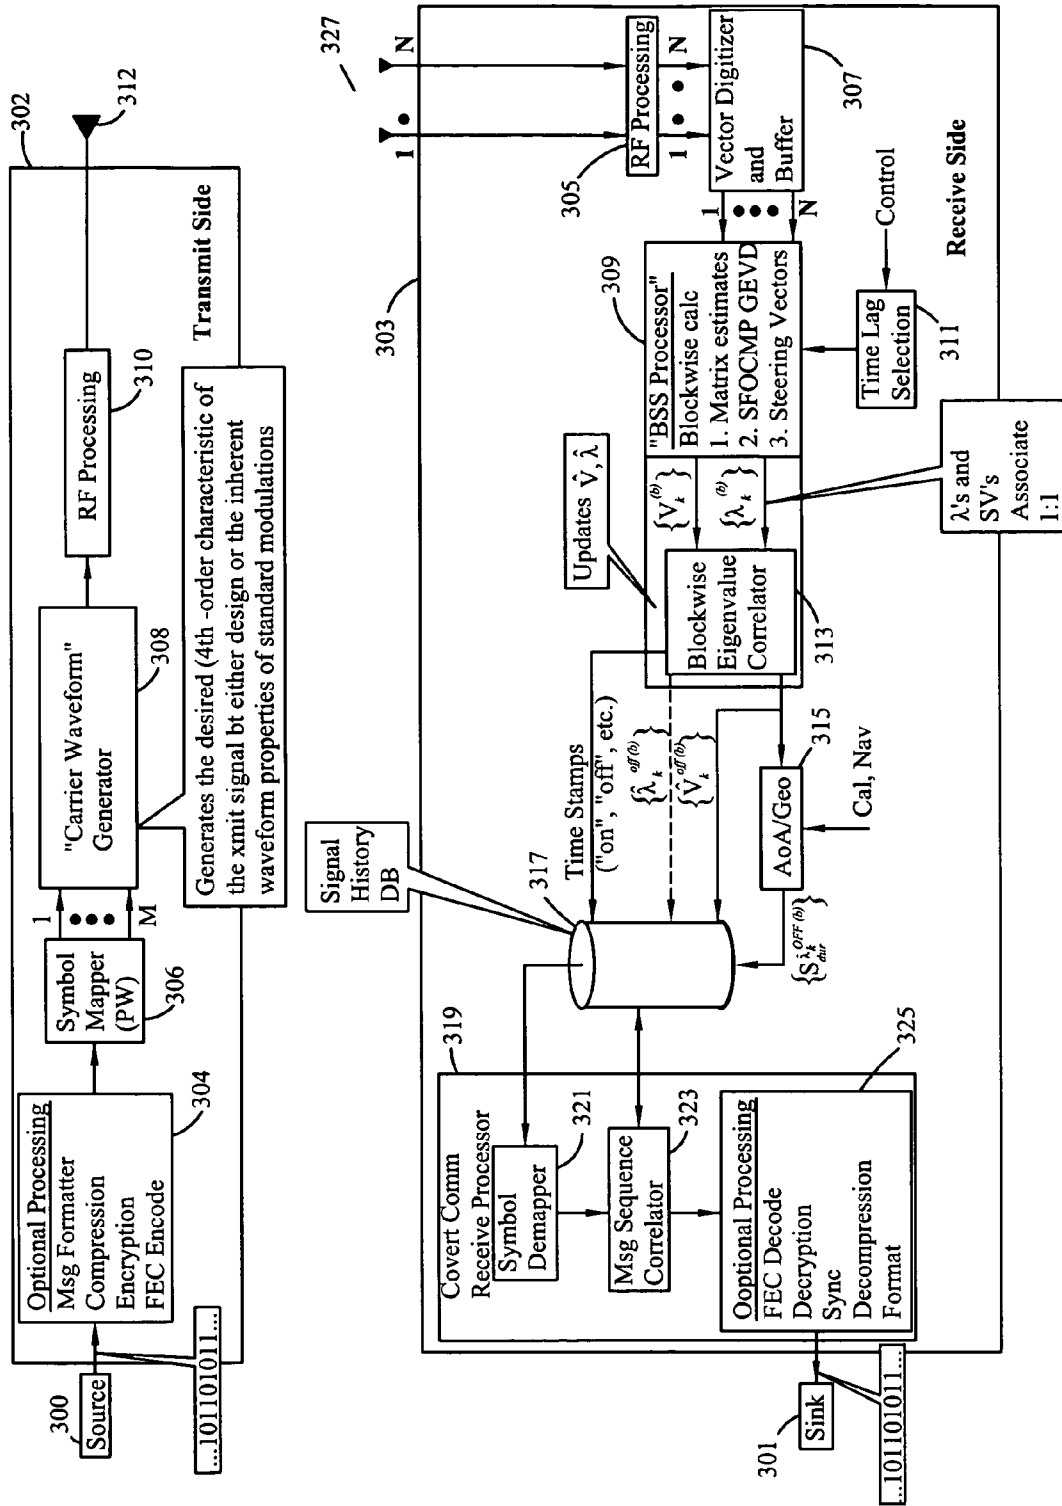 300
Source
...101101011...
Optional Processing
Msg Formatter
Compression
Encryption
FEC Encode
304
Symbol
Mapper
(PW)
306
1
M
"Carrier Waveform"
Generator
308
RF Processing
310
302
312
Transmit Side
Generates the desired (4th -order characteristic of
the xmit signal bt either design or the inherent
waveform properties of standard modulations
327
303
1
N
RF Processing
305
1
N
Vector Digitizer
and
Buffer
307
1
N
"BSS Processor"
Blockwise calc
1. Matrix estimates
2. SFOCMP GEVD
3. Steering Vectors
309
Control
Time Lag
Selection
311
Receive Side
Updates V̂, λ̂
{V_k^(b)}
{λ_k^(b)}
λ's and
SV's
Associate
1:1
Blockwise
Eigenvalue
Correlator
313
Time Stamps
("on", "off", etc.)
{λ̂_k^off(b)}
{V̂_k^off(b)}
AoA/Geo
315
Cal, Nav
Signal
History
DB
317
319
Covert Comm
Receive Processor
Symbol
Demapper
321
Msg Sequence
Correlator
323
Ooptional Processing
FEC Decode
Decryption
Sync
Decompression
Format
325
301
Sink
...101101011...